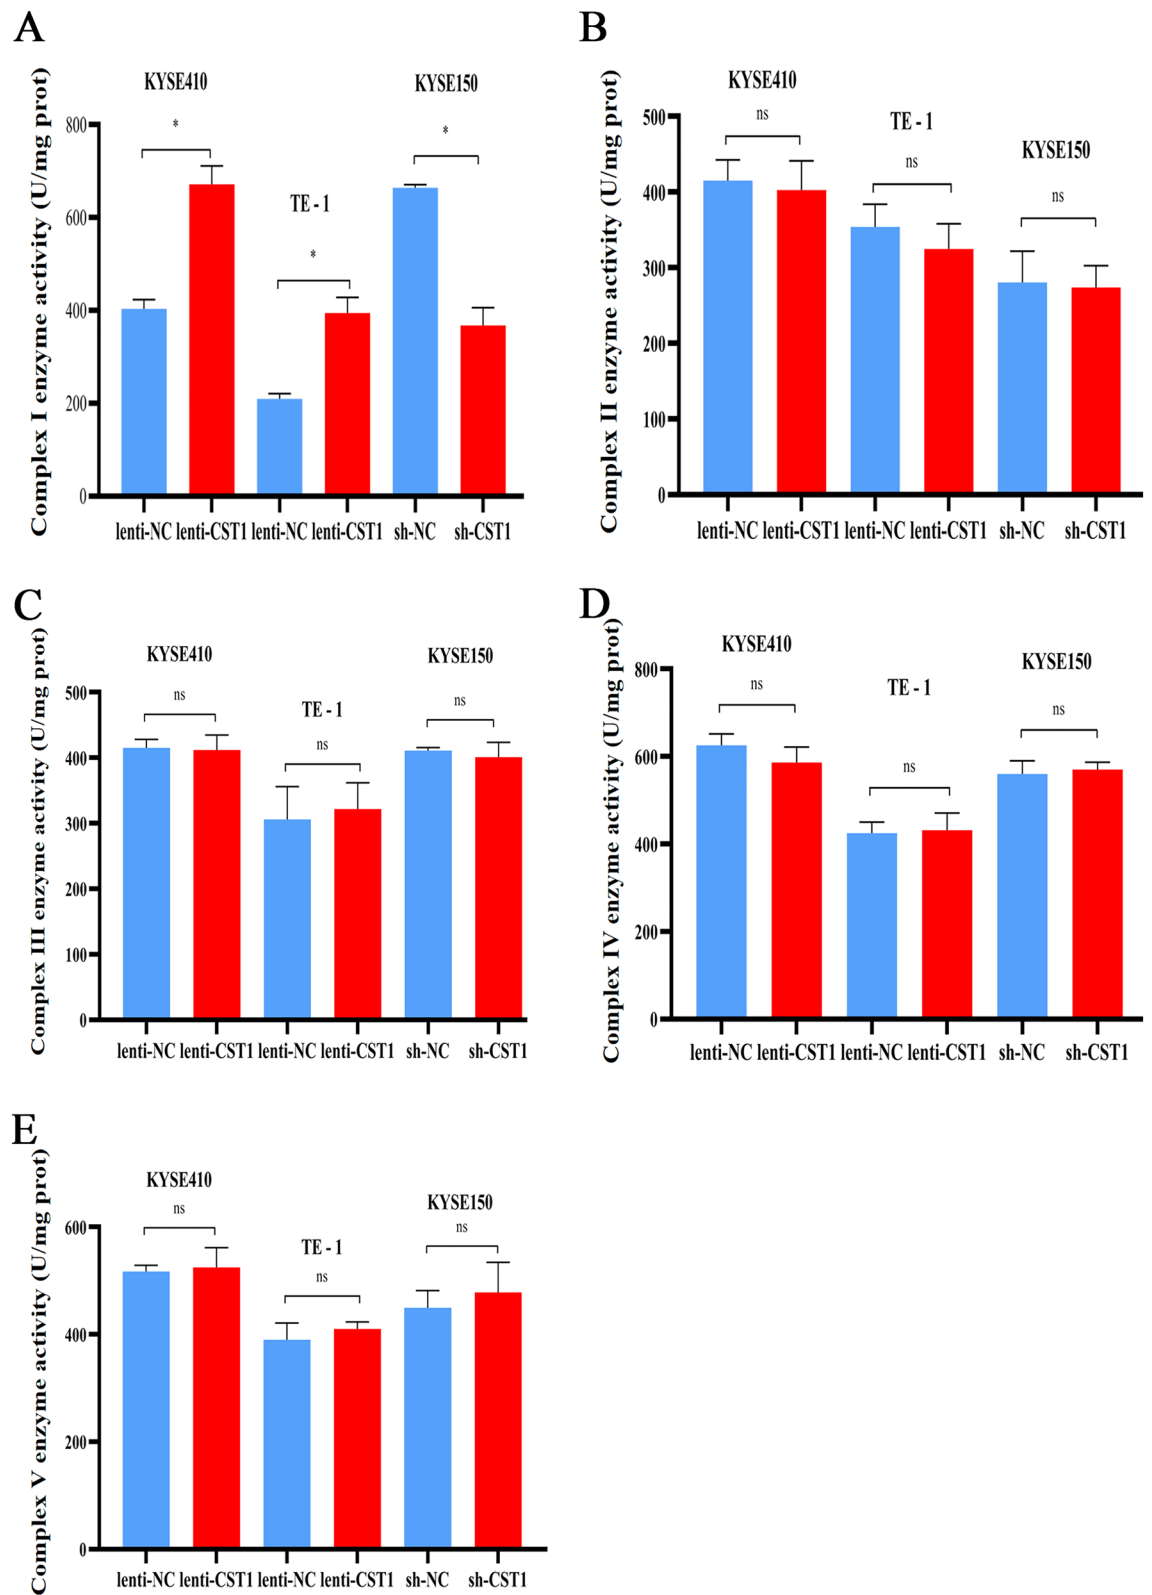 A
KYSE410
KYSE150
TE - 1
*
*
*
Complex I enzyme activity (U/mg prot)
800
600
400
200
0
lenti-NC lenti-CST1 lenti-NC lenti-CST1 sh-NC sh-CST1
B
KYSE410
TE - 1
KYSE150
ns
ns
ns
Complex II enzyme activity (U/mg prot)
500
400
300
200
100
0
lenti-NC lenti-CST1 lenti-NC lenti-CST1 sh-NC sh-CST1
C
KYSE410
KYSE150
TE - 1
ns
ns
ns
Complex III enzyme activity (U/mg prot)
500
400
300
200
100
0
lenti-NC lenti-CST1 lenti-NC lenti-CST1 sh-NC sh-CST1
D
KYSE410
KYSE150
TE - 1
ns
ns
ns
Complex IV enzyme activity (U/mg prot)
800
600
400
200
0
lenti-NC lenti-CST1 lenti-NC lenti-CST1 sh-NC sh-CST1
E
KYSE410
KYSE150
TE - 1
ns
ns
ns
Complex V enzyme activity (U/mg prot)
600
400
200
0
lenti-NC lenti-CST1 lenti-NC lenti-CST1 sh-NC sh-CST1